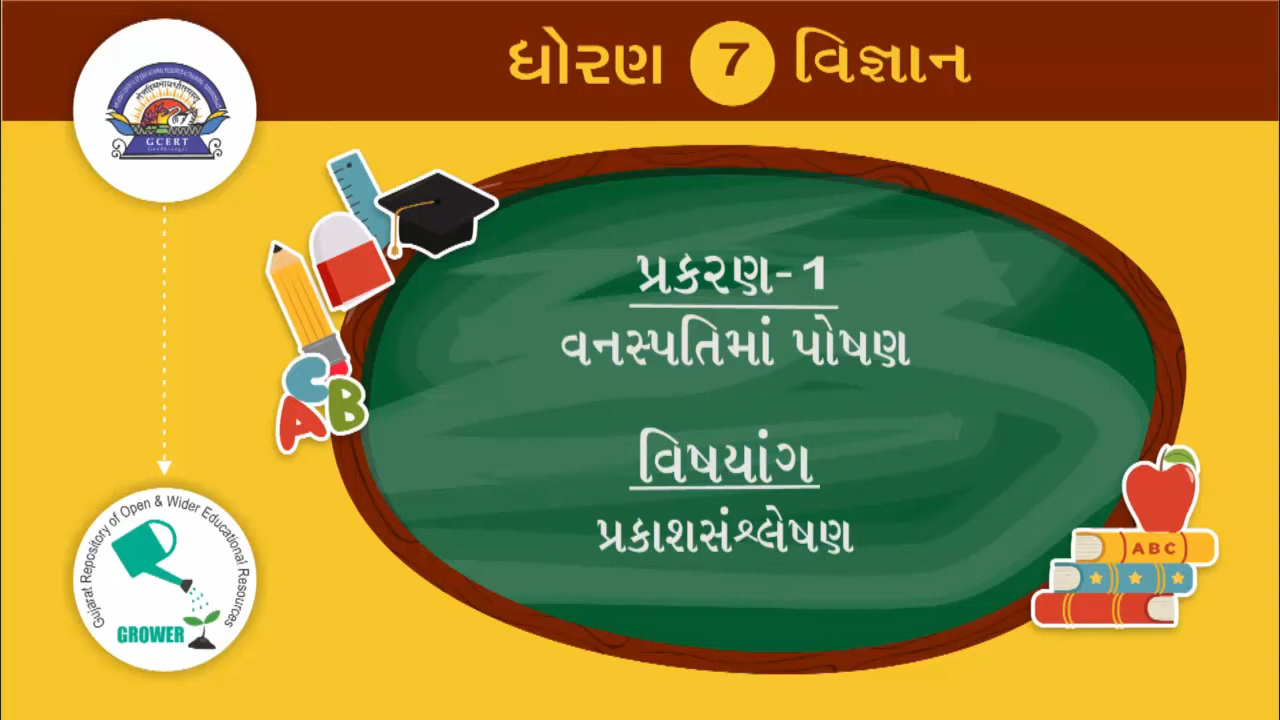 ધોરણ 7 વિજ્ઞાન
GCERT
પ્રકરણ-1
વનસ્પતિમાં પોષણ
વિષયાંગ
પ્રકાશસંશ્લેષણ
C
AB
ABC
Gujarat Repository of Open & Wider Educational Resources
GROWER